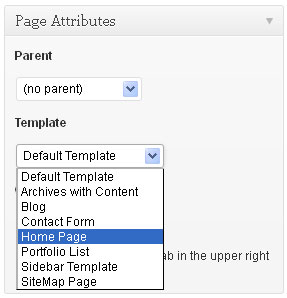 Page Attributes
Parent
(no parent)
Template
Default Template
Default Template
Archives with Content
Blog
Contact Form
Home Page
Portfolio List
ab in the upper right
Sidebar Template
SiteMap Page